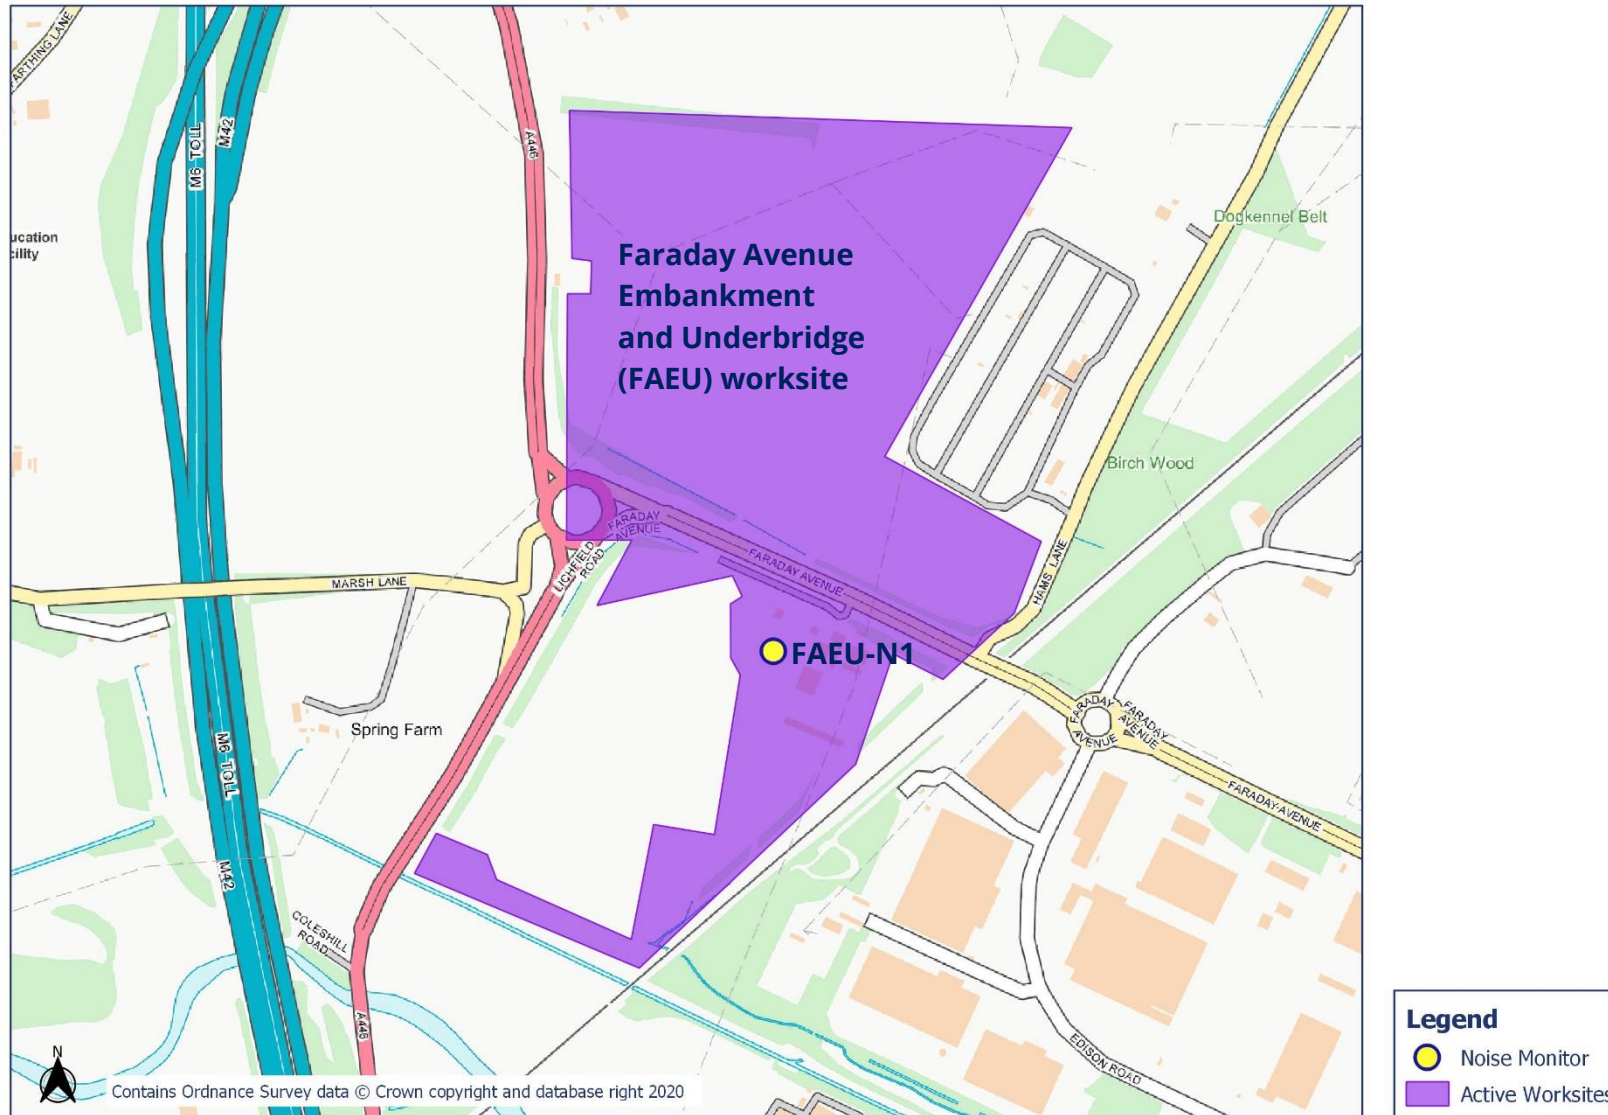 ARTHING LANE
M6 TOLL
M42
A446
ucation
cility
Faraday Avenue
Embankment
and Underbridge
(FAEU) worksite
Dogkennel Belt
Birch Wood
FARADAY
AVENUE
LICHFIELD
ROAD
FARADAY AVENUE
HAMS LANE
MARSH LANE
FAEU-N1
Spring Farm
FARADAY
AVENUE
FARADAY
AVENUE
FARADAY AVENUE
M6 TOLL
M42
COLESHILL
ROAD
A446
EDISON ROAD
N
Contains Ordnance Survey data © Crown copyright and database right 2020
Legend
Noise Monitor
Active Worksites